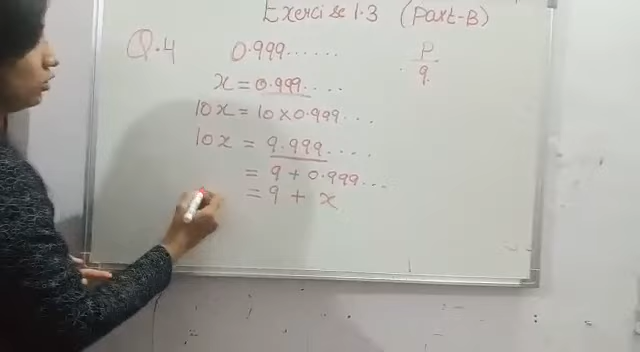 Exercise 1.3 (Part-B)
Q.4 0.999...... P/q
x = 0.999....
10x = 10 x 0.999...
10x = 9.999....
= 9 + 0.999...
= 9 + x